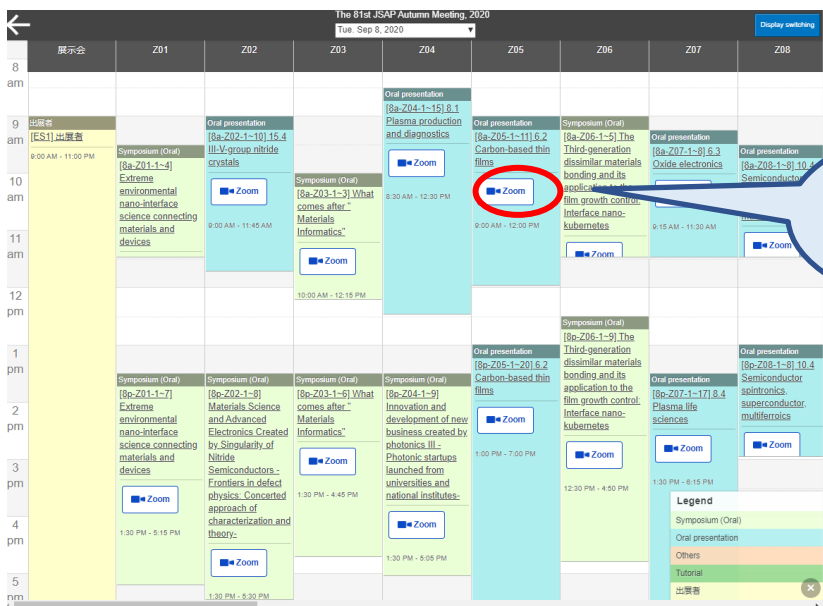 The 81st JSAP Autumn Meeting, 2020
Tue. Sep 8, 2020
Display switching
展示会
Z01
Z02
Z03
Z04
Z05
Z06
Z07
Z08
8
am
9
am
10
am
11
am
12
pm
1
pm
2
pm
3
pm
4
pm
5
pm
出展者
[ES1] 出展者
9:00 AM - 11:00 PM
Symposium (Oral)
[8a-Z01-1~4]
Extreme
environmental
nano-interface
science connecting
materials and
devices
Symposium (Oral)
[8p-Z01-1~7]
Extreme
environmental
nano-interface
science connecting
materials and
devices
Zoom
1:30 PM - 5:15 PM
Oral presentation
[8a-Z02-1~10] 15.4
III-V-group nitride
crystals
Zoom
9:00 AM - 11:45 AM
Symposium (Oral)
[8p-Z02-1~8]
Materials Science
and Advanced
Electronics Created
by Singularity of
Nitride
Semiconductors -
Frontiers in defect
physics: Concerted
approach of
characterization and
theory-
Zoom
1:30 PM - 5:30 PM
Symposium (Oral)
[8a-Z03-1~3] What
comes after "
Materials
Informatics"
Zoom
10:00 AM - 12:15 PM
Symposium (Oral)
[8p-Z03-1~6] What
comes after "
Materials
Informatics"
Zoom
1:30 PM - 4:45 PM
Oral presentation
[8a-Z04-1~15] 8.1
Plasma production
and diagnostics
Zoom
8:30 AM - 12:30 PM
Symposium (Oral)
[8p-Z04-1~9]
Innovation and
development of new
business created by
photonics III -
Photonic startups
launched from
universities and
national institutes-
Zoom
1:30 PM - 5:05 PM
Oral presentation
[8a-Z05-1~11] 6.2
Carbon-based thin
films
Zoom
9:00 AM - 12:00 PM
Oral presentation
[8p-Z05-1~20] 6.2
Carbon-based thin
films
Zoom
1:00 PM - 7:00 PM
Symposium (Oral)
[8a-Z06-1~5] The
Third-generation
dissimilar materials
bonding and its
application to the
film growth control:
Interface nano-
kubernetes
Zoom
Symposium (Oral)
[8p-Z06-1~9] The
Third-generation
dissimilar materials
bonding and its
application to the
film growth control:
Interface nano-
kubernetes
Zoom
12:30 PM - 4:50 PM
Oral presentation
[8a-Z07-1~8] 6.3
Oxide electronics
9:15 AM - 11:30 AM
Oral presentation
[8p-Z07-1~17] 8.4
Plasma life
sciences
Zoom
1:30 PM - 6:15 PM
Oral presentation
[8a-Z08-1~8] 10.4
Semiconductor
Zoom
Oral presentation
[8p-Z08-1~8] 10.4
Semiconductor
spintronics,
superconductor,
multiferroics
Zoom
Legend
Symposium (Oral)
Oral presentation
Others
Tutorial
出展者